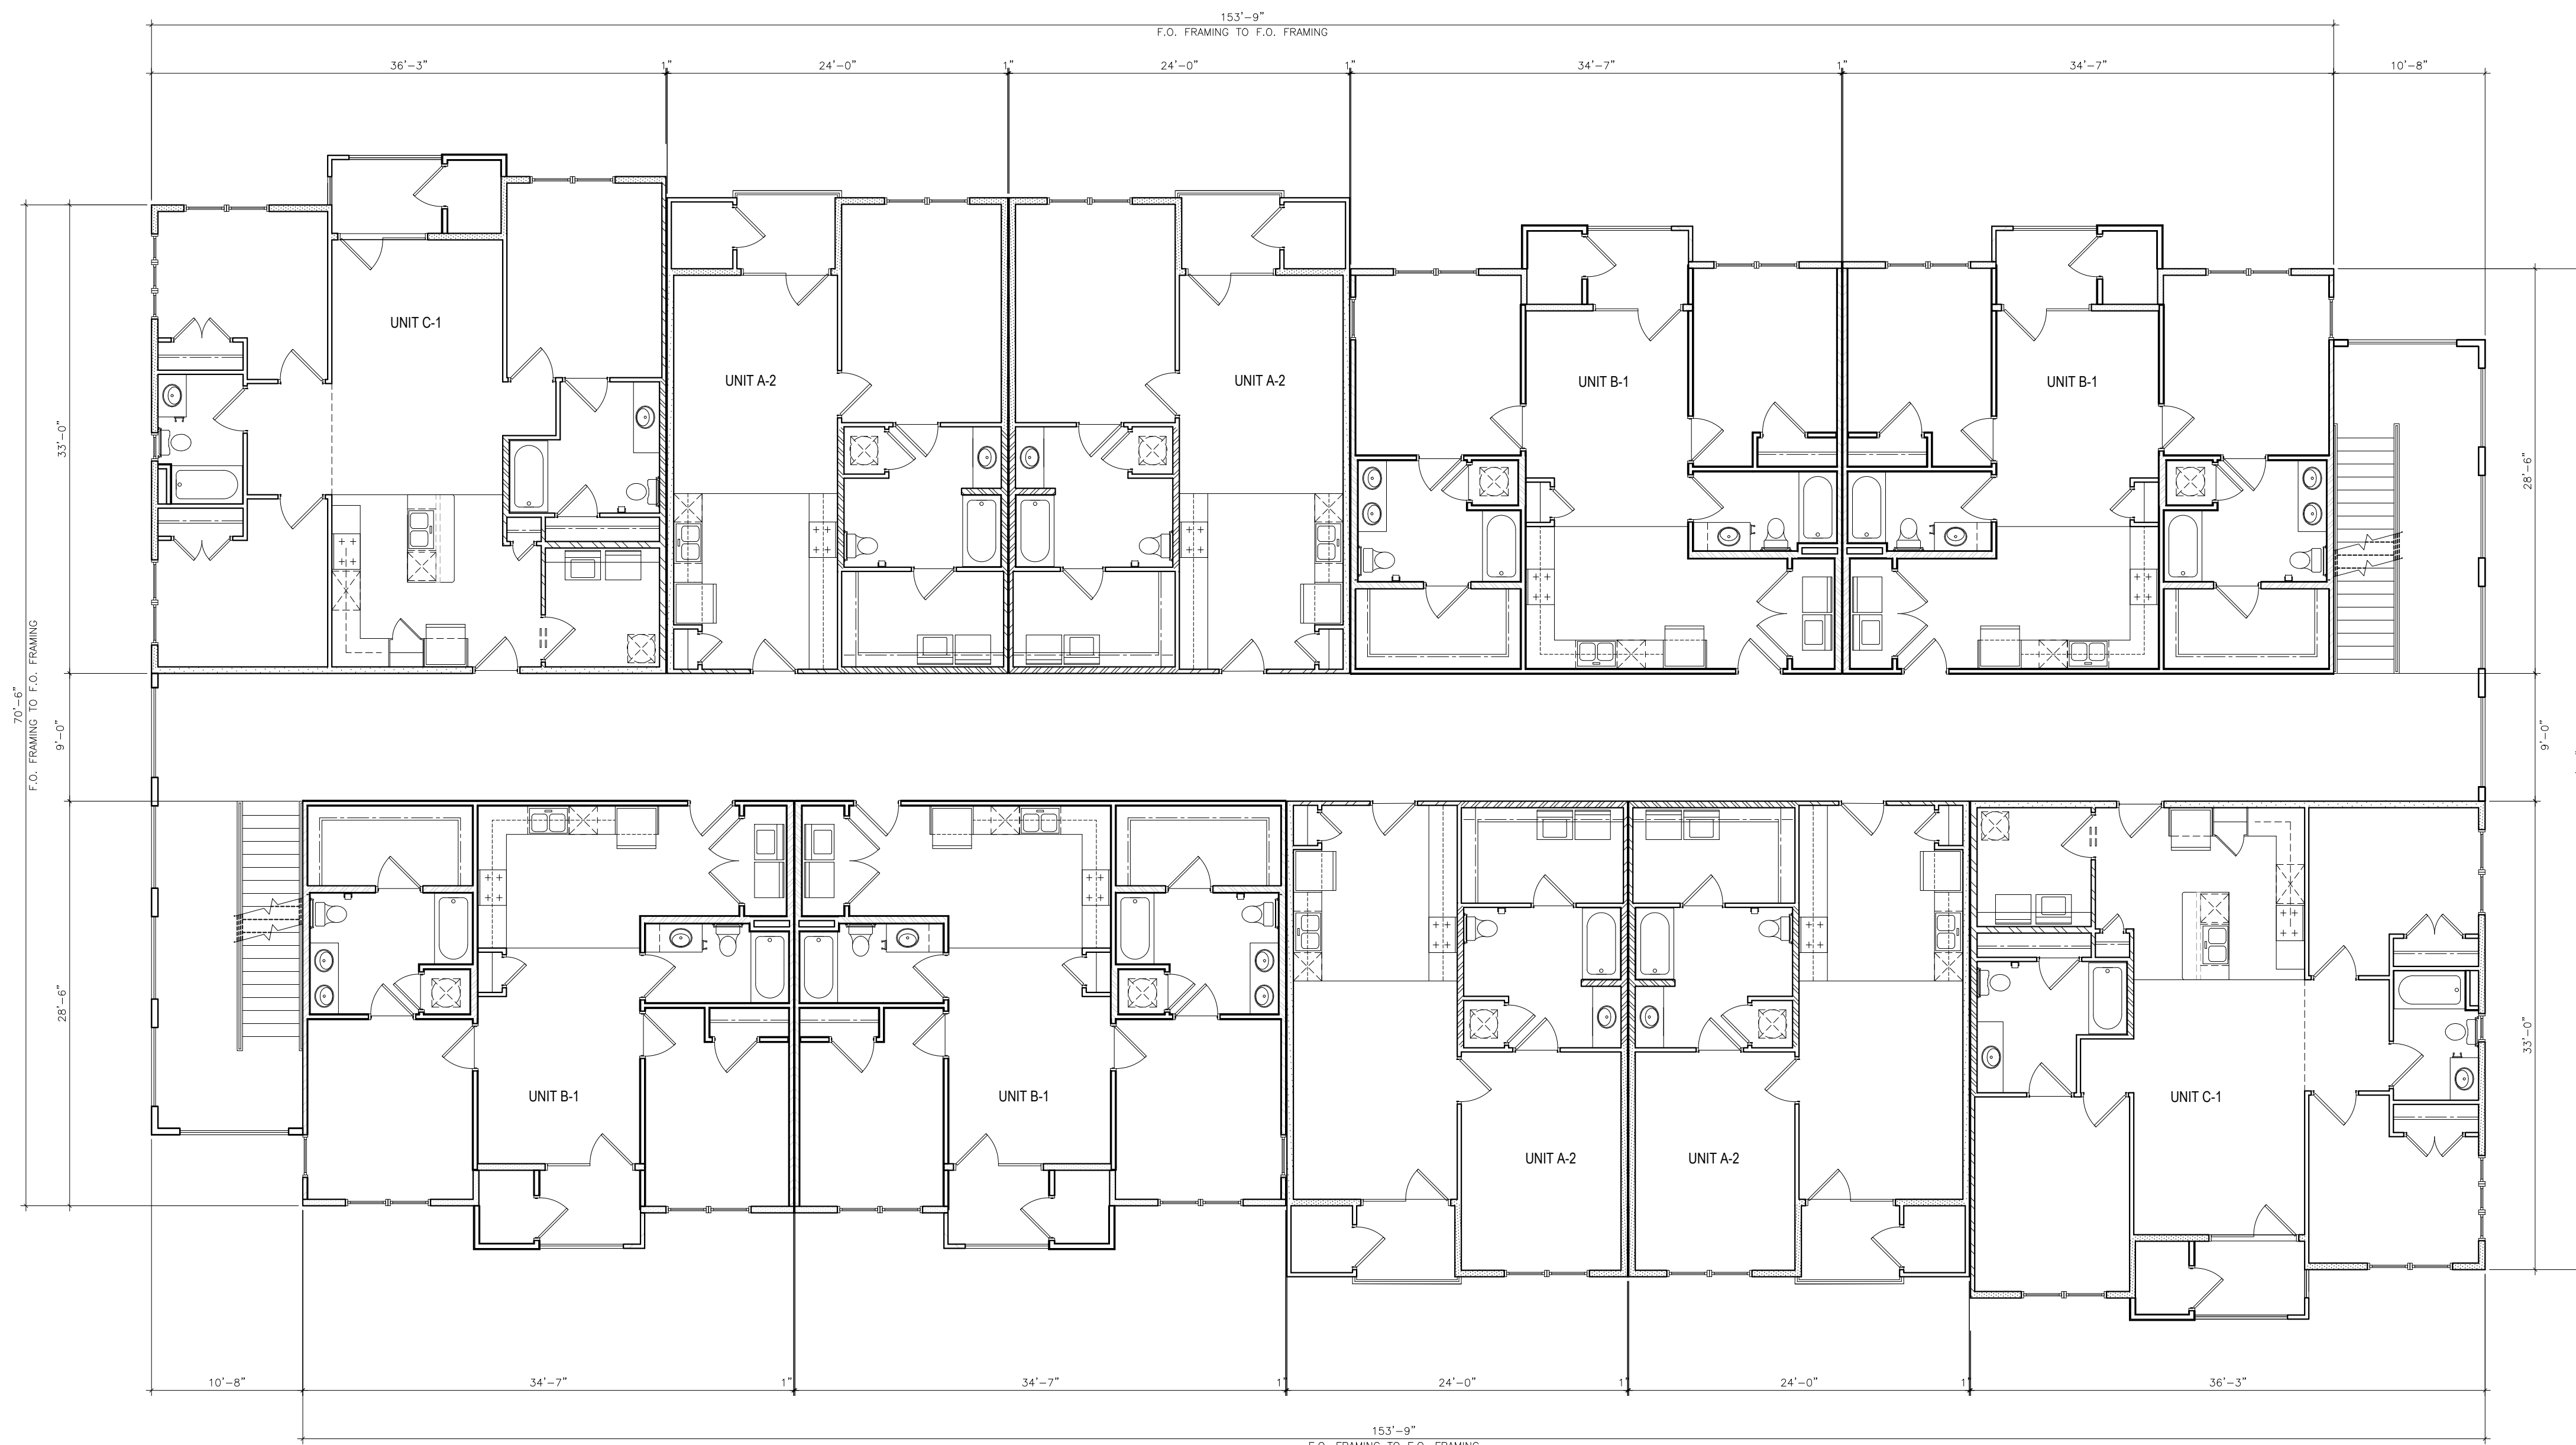 153'-9"
F.O. FRAMING TO F.O. FRAMING
36'-3" 1" 24'-0" 1" 24'-0" 1" 34'-7" 1" 34'-7" 10'-8"
UNIT C-1
UNIT A-2
UNIT A-2
UNIT B-1
UNIT B-1
33'-0"
28'-6"
70'-6"
F.O. FRAMING TO F.O. FRAMING
9'-0"
9'-0"
28'-6"
33'-0"
UNIT B-1
UNIT B-1
UNIT A-2
UNIT A-2
UNIT C-1
10'-8" 34'-7" 1" 34'-7" 1" 24'-0" 1" 24'-0" 1" 36'-3"
153'-9"
F.O. FRAMING TO F.O. FRAMING